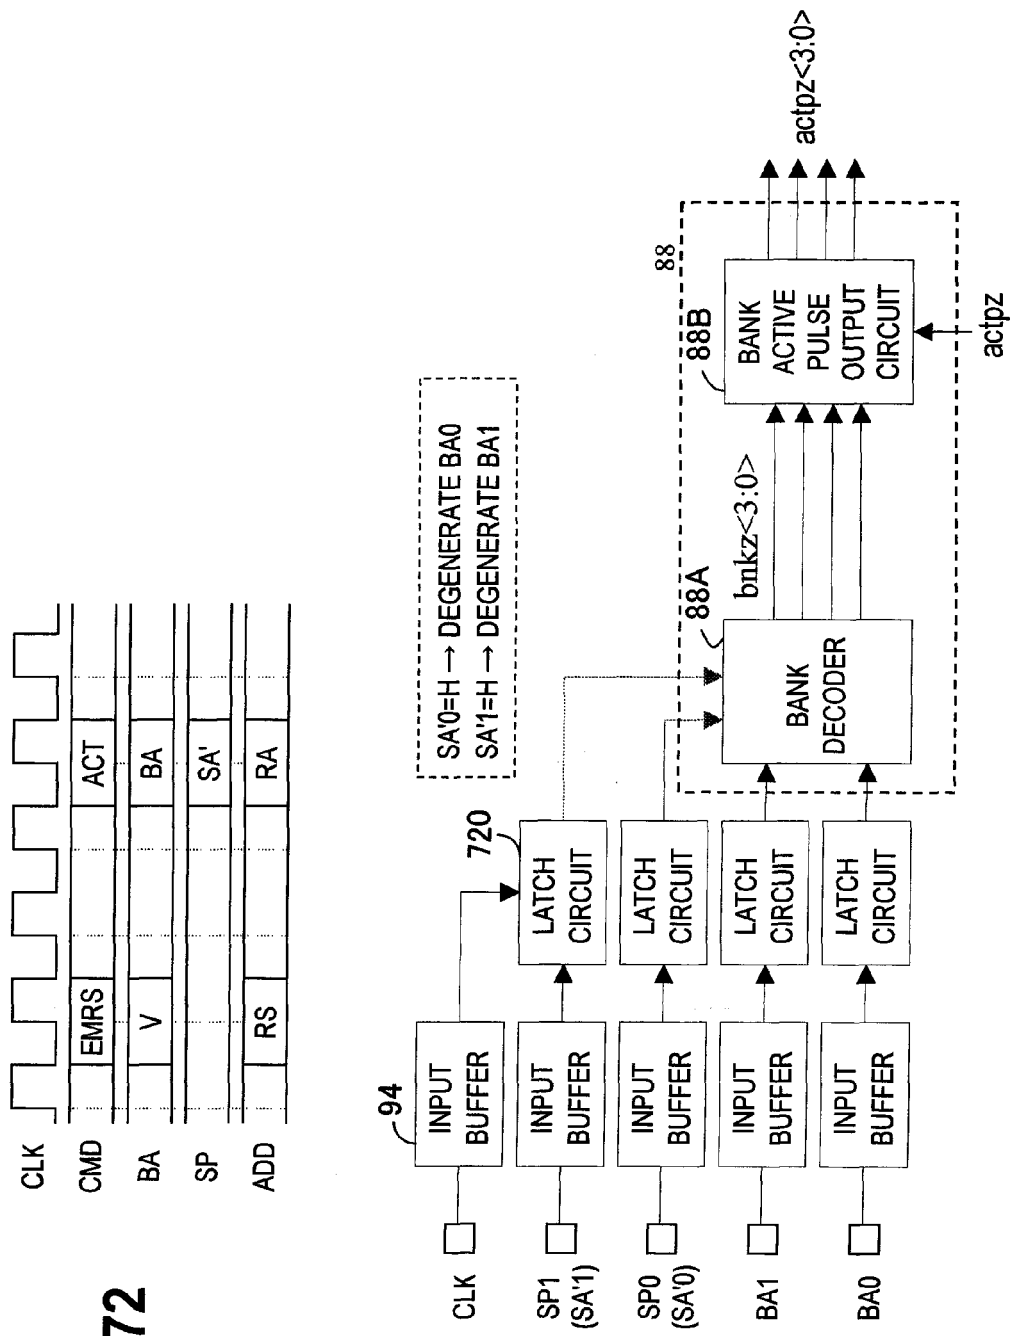 72
CLK
CMD
EMRS
ACT
BA
V
BA
SP
SA'
ADD
RS
RA
SA'0=H → DEGENERATE BA0
SA'1=H → DEGENERATE BA1
CLK
94
INPUT
BUFFER
SP1
(SA'1)
INPUT
BUFFER
720
LATCH
CIRCUIT
SP0
(SA'0)
INPUT
BUFFER
LATCH
CIRCUIT
BA1
INPUT
BUFFER
LATCH
CIRCUIT
BA0
INPUT
BUFFER
LATCH
CIRCUIT
88
88A
BANK
DECODER
bnkz<3:0>
88B
BANK
ACTIVE
PULSE
OUTPUT
CIRCUIT
actpz<3:0>
actpz